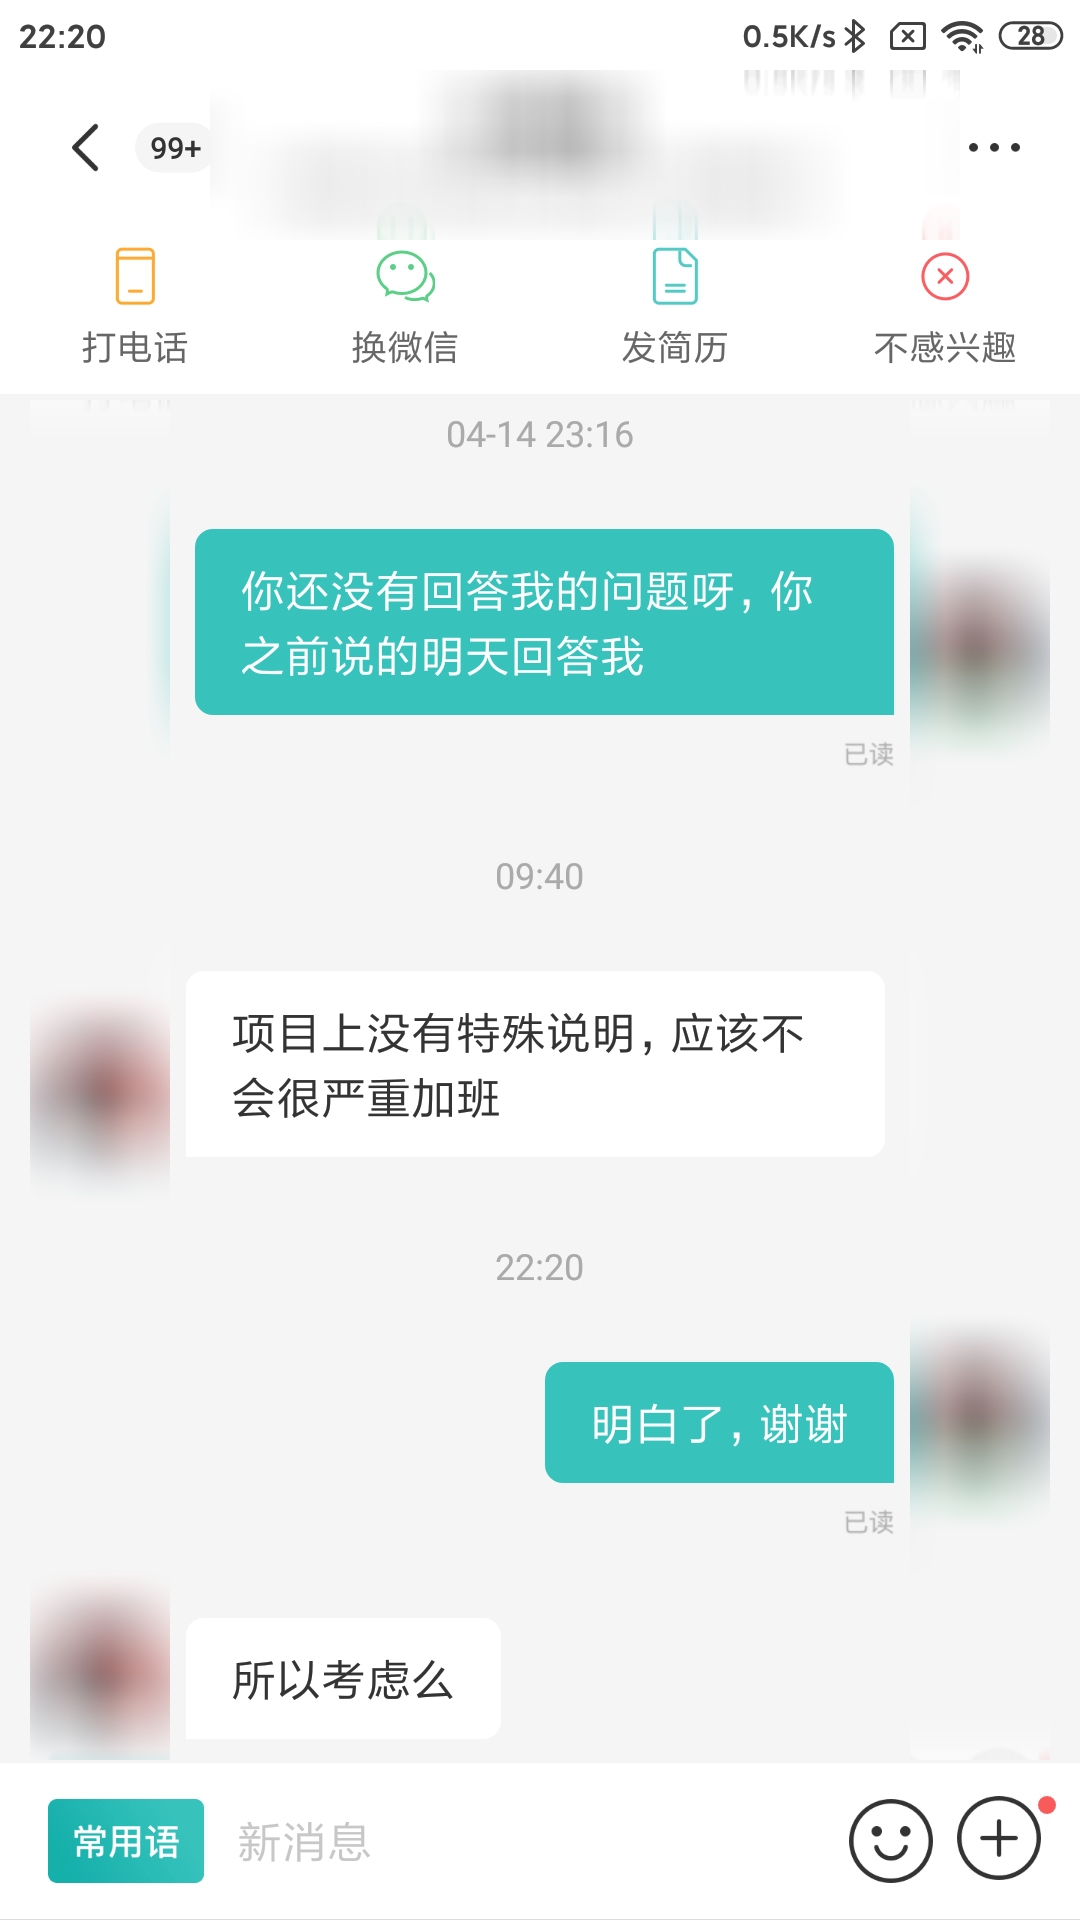 22:20 0.5K/s 28
99+
打电话 换微信 发简历 不感兴趣
04-14 23:16
你还没有回答我的问题呀，你
之前说的明天回答我
已读
09:40
项目上没有特殊说明，应该不
会很严重加班
22:20
明白了，谢谢
已读
所以考虑么
常用语 新消息